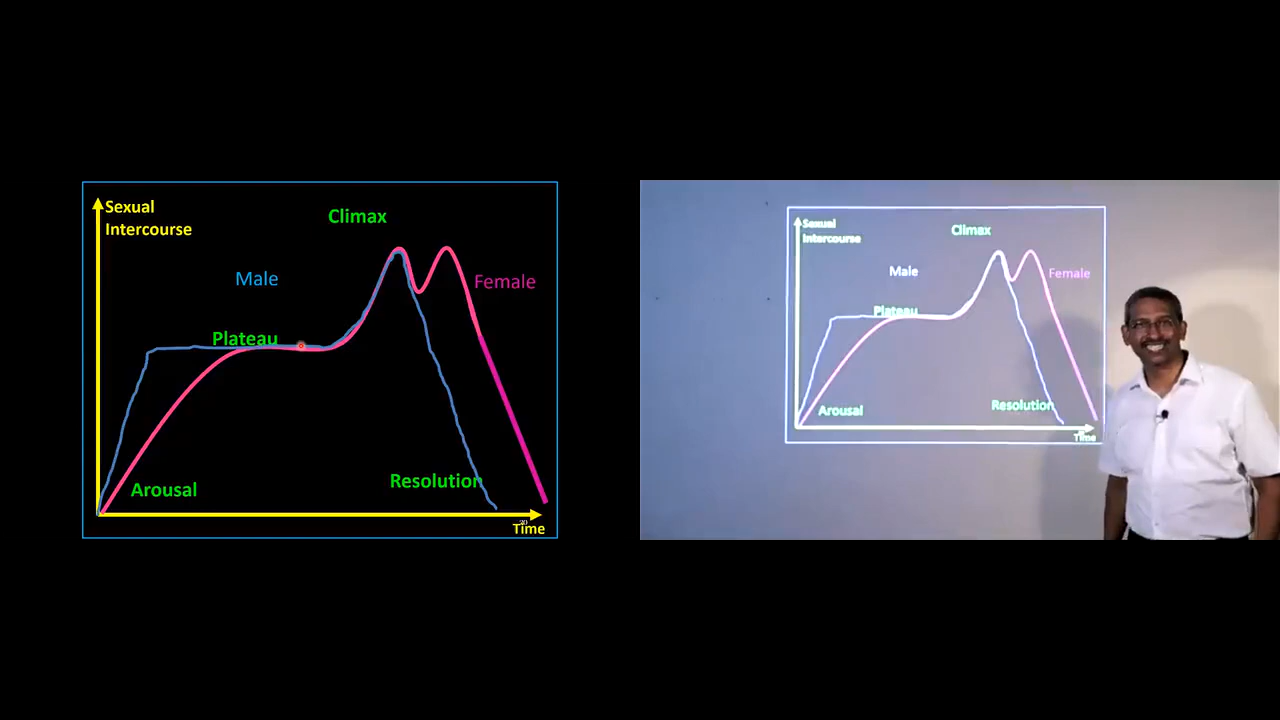 Sexual
Intercourse
Climax
Male
Female
Plateau
Arousal
Resolution
Time
Sexual
Intercourse
Climax
Male
Female
Plateau
Arousal
Resolution
Time